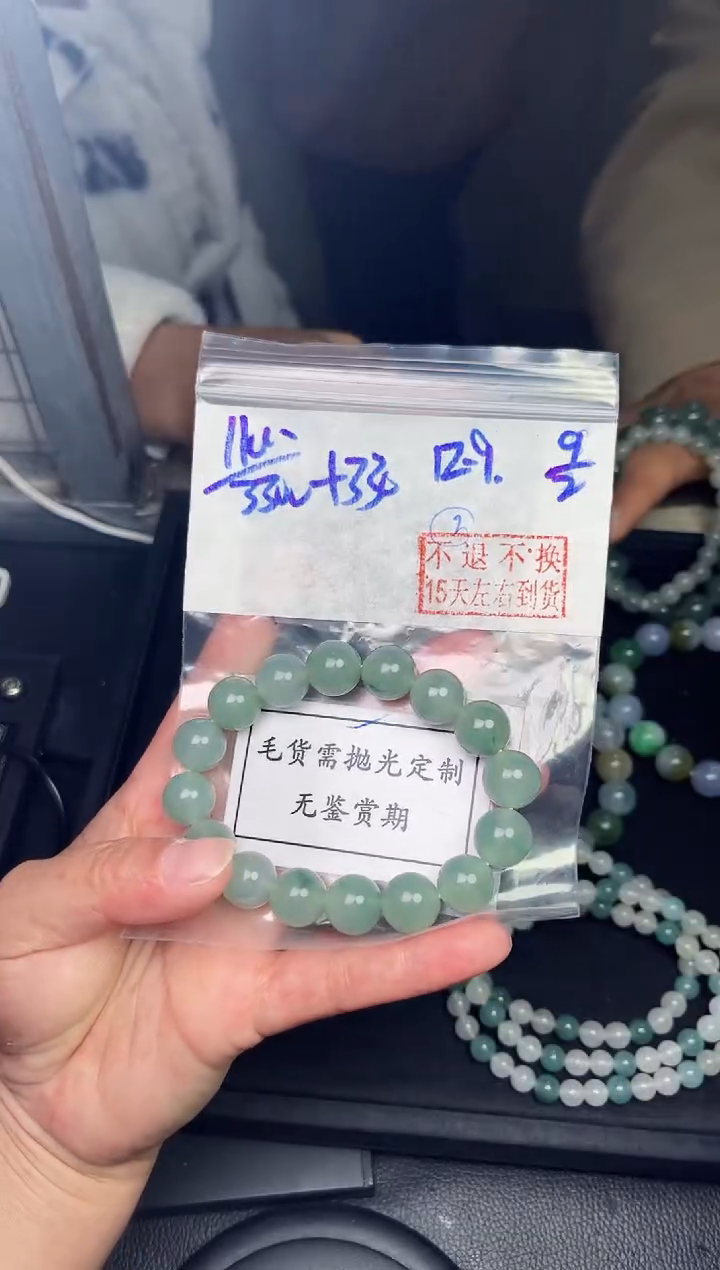 12.9.
不退不换
15天左右到货
毛货需抛光定制
无鉴赏期